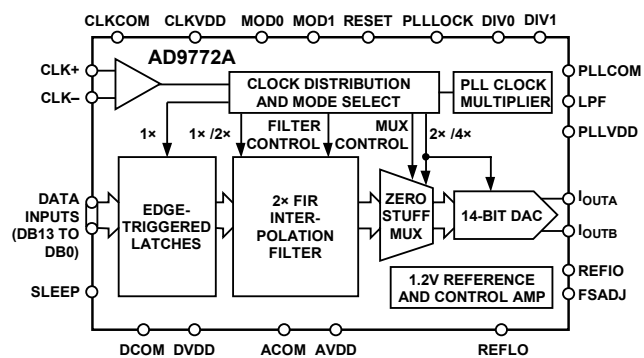 CLKCOM CLKVDD MOD0 MOD1 RESET PLLLOCK DIV0 DIV1
AD9772A
CLK+
CLK–
CLOCK DISTRIBUTION
AND MODE SELECT
PLL CLOCK
MULTIPLIER
PLLCOM
LPF
PLLVDD
1×
1× /2×
FILTER
CONTROL
MUX
CONTROL
2× /4×
DATA
INPUTS
(DB13 TO
DB0)
EDGE-
TRIGGERED
LATCHES
2× FIR
INTER-
POLATION
FILTER
ZERO
STUFF
MUX
14-BIT DAC
IOUTA
IOUTB
1.2V REFERENCE
AND CONTROL AMP
REFIO
FSADJ
SLEEP
DCOM DVDD ACOM AVDD REFLO